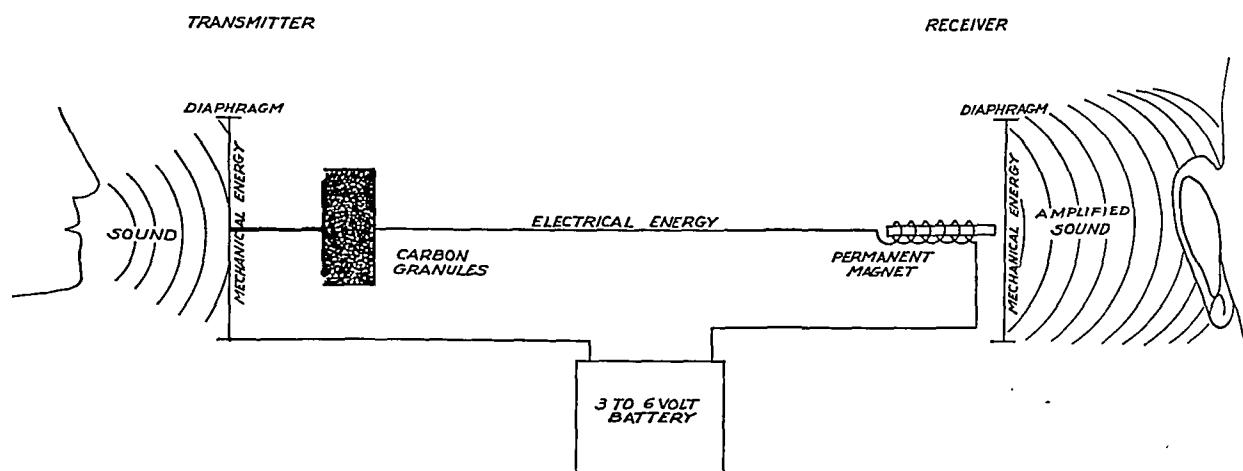 TRANSMITTER
RECEIVER
DIAPHRAGM
DIAPHRAGM
MECHANICAL ENERGY
SOUND
CARBON
GRANULES
ELECTRICAL ENERGY
PERMANENT
MAGNET
MECHANICAL ENERGY
AMPLIFIED
SOUND
3 TO 6 VOLT
BATTERY